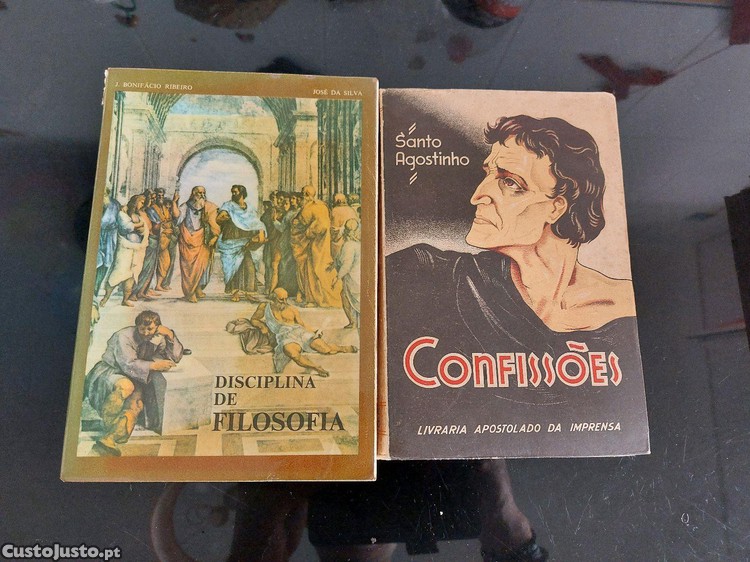 J. BONIFÁCIO RIBEIRO
JOSÉ DA SILVA
DISCIPLINA
DE
FILOSOFIA
Santo
Agostinho
CONFISSÕES
LIVRARIA APOSTOLADO DA IMPRENSA
CustoJusto.pt